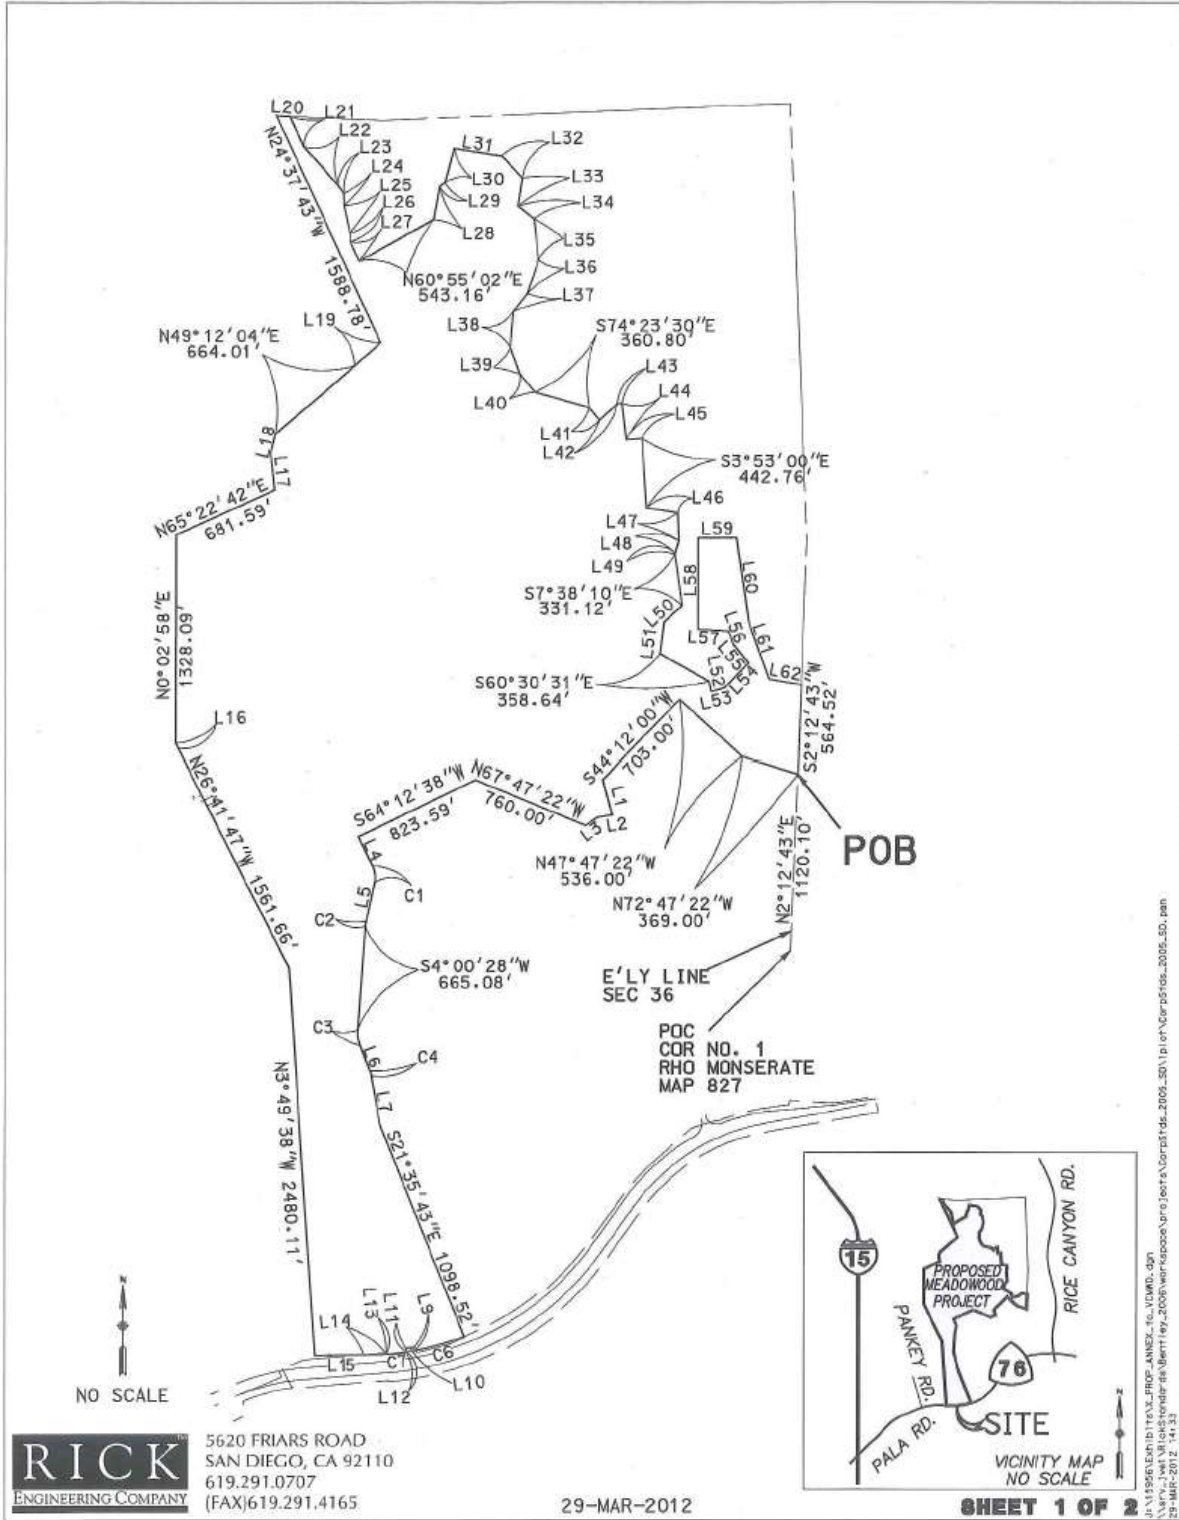 L20
L21
L22
L23
L24
L25
L26
L27
N24°37'43"W
1588.78'
L31
L32
L30
L33
L29
L34
L28
L35
L36
L37
N60°55'02"E
543.16'
L19
N49°12'04"E
664.01'
L38
S74°23'30"E
360.80'
L39
L40
L43
L44
L45
L41
L42
L18
L17
N65°22'42"E
681.59'
S3°53'00"E
442.76'
L46
L47
L48
L49
L59
L58
L60
S7°38'10"E
331.12'
L50
L51
L57
L56
L61
L55
L54
L52
L53
L62
N0°02'58"E
1328.09'
S60°30'31"E
358.64'
S2°12'43"W
564.52'
L16
S44°12'00"W
703.00'
N26°41'47"W 1561.66'
S64°12'38"W
823.59'
N67°47'22"W
760.00'
L1
L2
L3
L4
POB
N47°47'22"W
536.00'
N72°47'22"W
369.00'
N2°12'43"E
1120.10'
C1
L5
C2
S4°00'28"W
665.08'
E'LY LINE
SEC 36
C3
L6
C4
POC
COR NO. 1
RHO MONSERATE
MAP 827
L7
N3°49'38"W 2480.11'
S21°35'43"E 1098.52'
L14
L13
L11
L9
L15
C7
C6
L12
L10
N
NO SCALE
15
PROPOSED
MEADOWOOD
PROJECT
RICE CANYON RD.
PANKEY RD.
76
PALA RD.
SITE
N
VICINITY MAP
NO SCALE
RICK
ENGINEERING COMPANY
5620 FRIARS ROAD
SAN DIEGO, CA 92110
619.291.0707
(FAX)619.291.4165
29-MAR-2012
SHEET 1 OF 2
29-MAR-2012 14:33